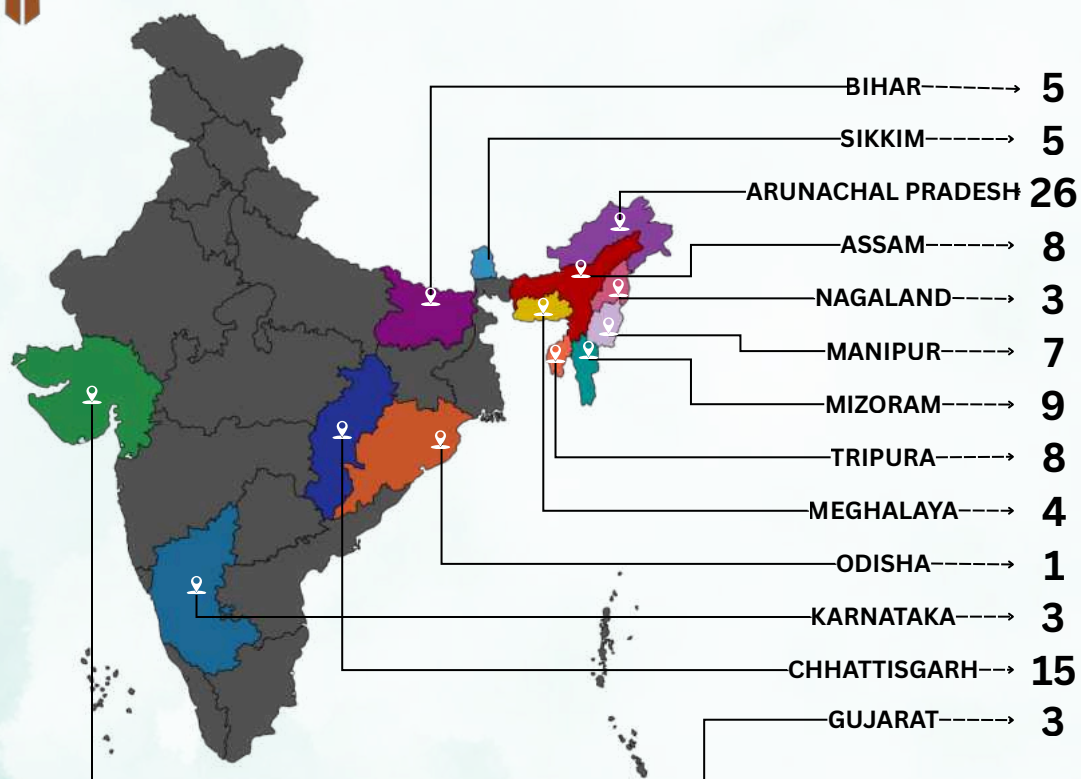 BIHAR 5
SIKKIM 5
ARUNACHAL PRADESH 26
ASSAM 8
NAGALAND 3
MANIPUR 7
MIZORAM 9
TRIPURA 8
MEGHALAYA 4
ODISHA 1
KARNATAKA 3
CHHATTISGARH 15
GUJARAT 3